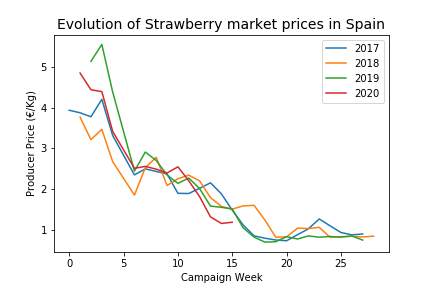 Evolution of Strawberry market prices in Spain
2017
2018
2019
2020
5
4
3
2
1
Producer Price (€/Kg)
0 5 10 15 20 25
Campaign Week